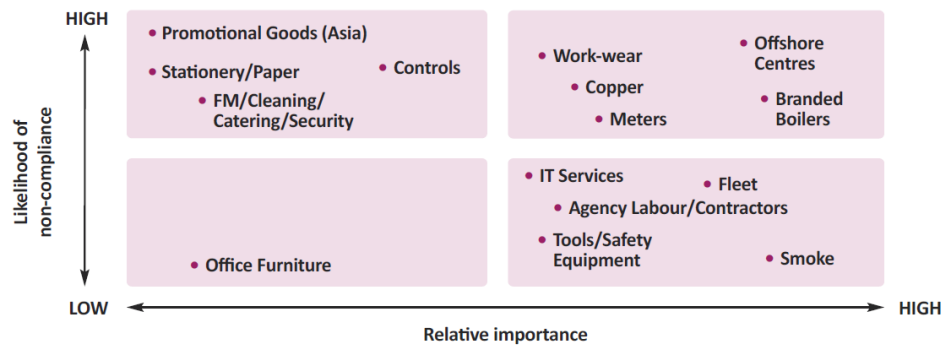 HIGH
Likelihood of
non-compliance
Promotional Goods (Asia)
Stationery/Paper
Controls
FM/Cleaning/
Catering/Security
Work-wear
Offshore
Centres
Copper
Branded
Boilers
Meters
Office Furniture
IT Services
Fleet
Agency Labour/Contractors
Tools/Safety
Equipment
Smoke
LOW
HIGH
Relative importance